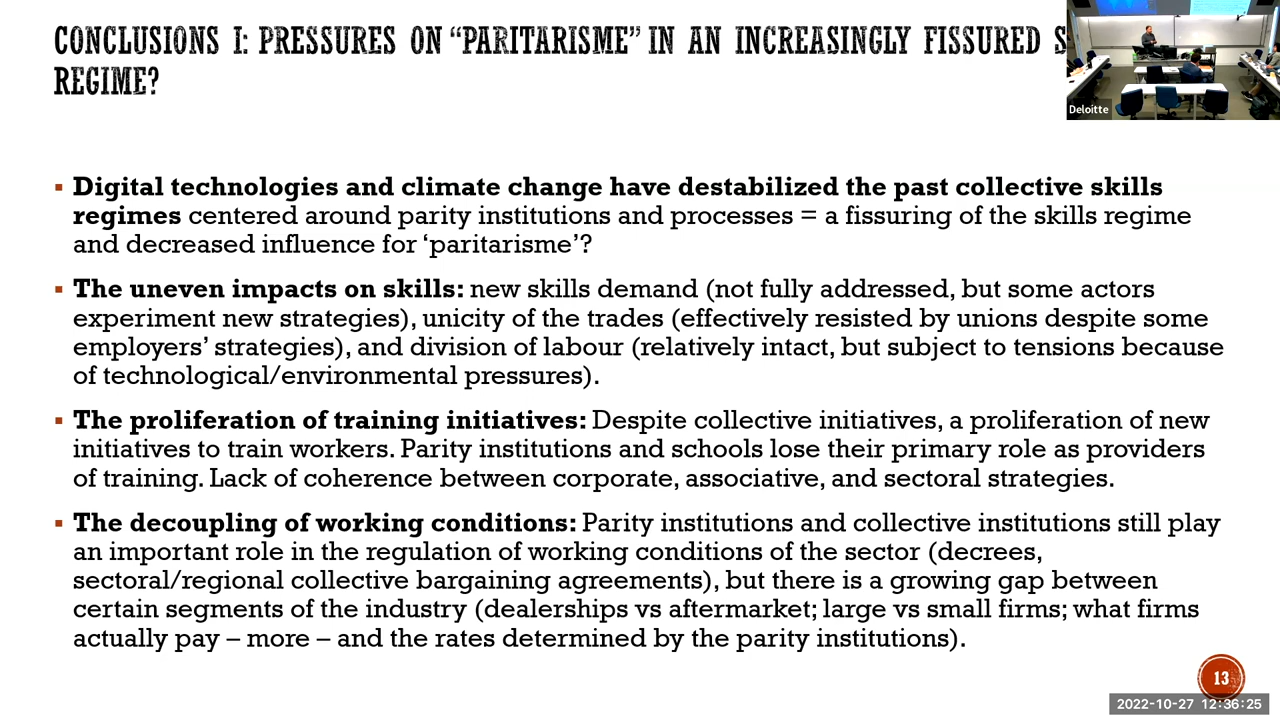 CONCLUSIONS I: PRESSURES ON “PARITARISME” IN AN INCREASINGLY FISSURED
REGIME?
Deloitte
▪ Digital technologies and climate change have destabilized the past collective skills
regimes centered around parity institutions and processes = a fissuring of the skills regime
and decreased influence for ‘paritarisme’?
▪ The uneven impacts on skills: new skills demand (not fully addressed, but some actors
experiment new strategies), unicity of the trades (effectively resisted by unions despite some
employers’ strategies), and division of labour (relatively intact, but subject to tensions because
of technological/environmental pressures).
▪ The proliferation of training initiatives: Despite collective initiatives, a proliferation of new
initiatives to train workers. Parity institutions and schools lose their primary role as providers
of training. Lack of coherence between corporate, associative, and sectoral strategies.
▪ The decoupling of working conditions: Parity institutions and collective institutions still play
an important role in the regulation of working conditions of the sector (decrees,
sectoral/regional collective bargaining agreements), but there is a growing gap between
certain segments of the industry (dealerships vs aftermarket; large vs small firms; what firms
actually pay – more – and the rates determined by the parity institutions).
13
2022-10-27 12:36:25